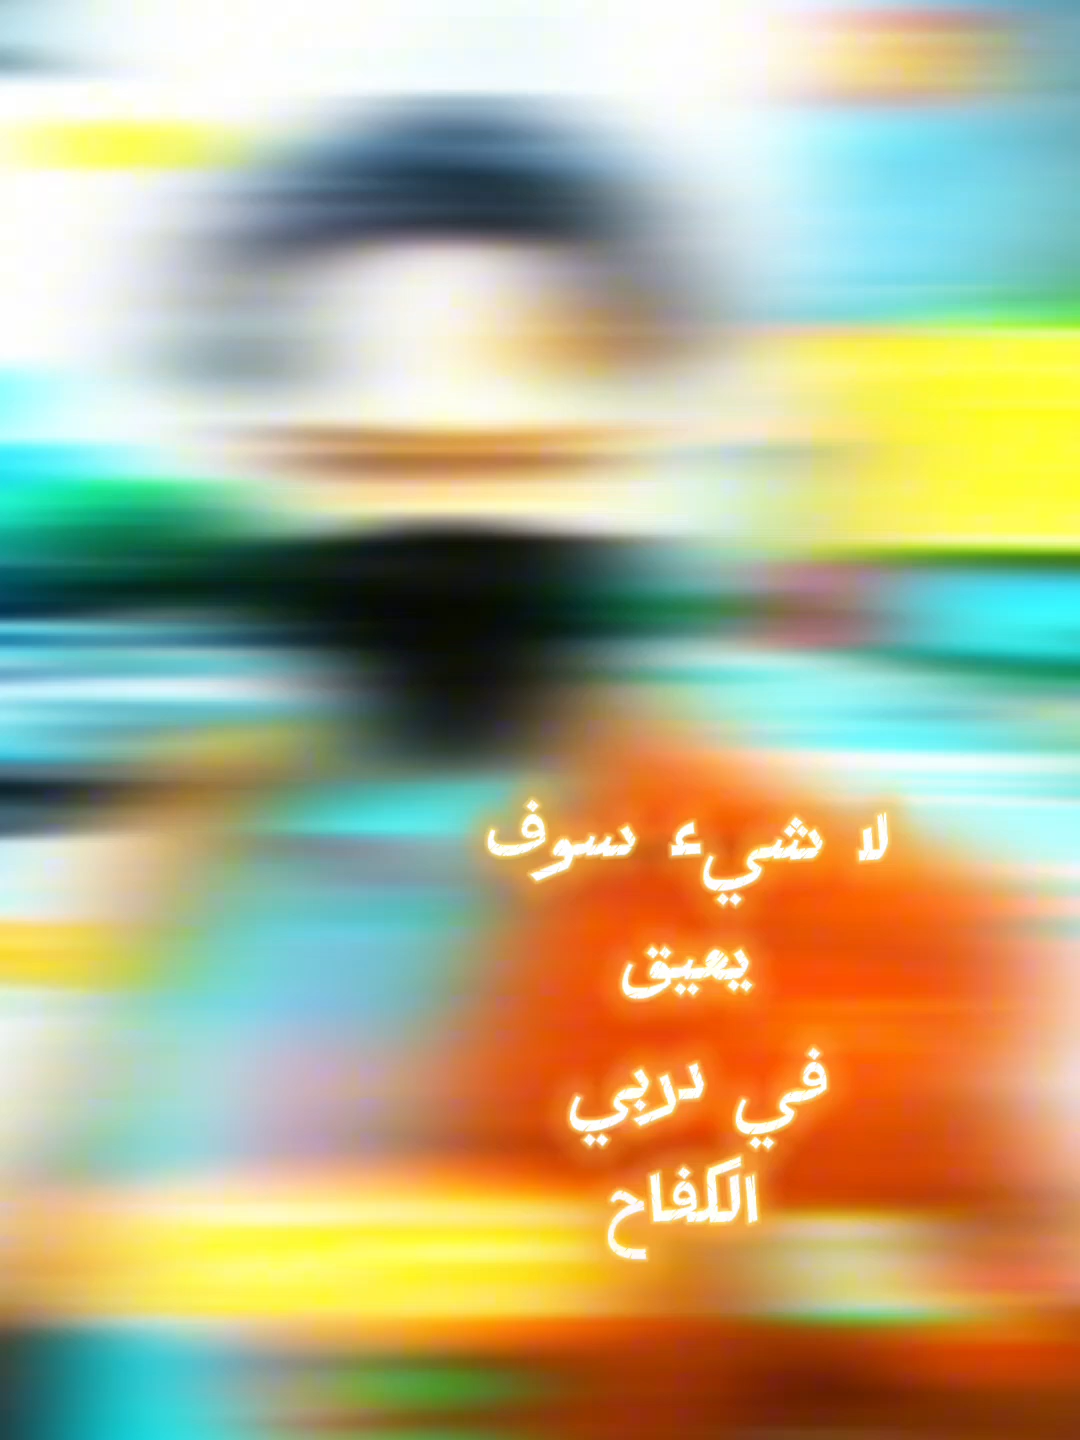 لا شيء سوف
يعيق
في دربي
الكفاح